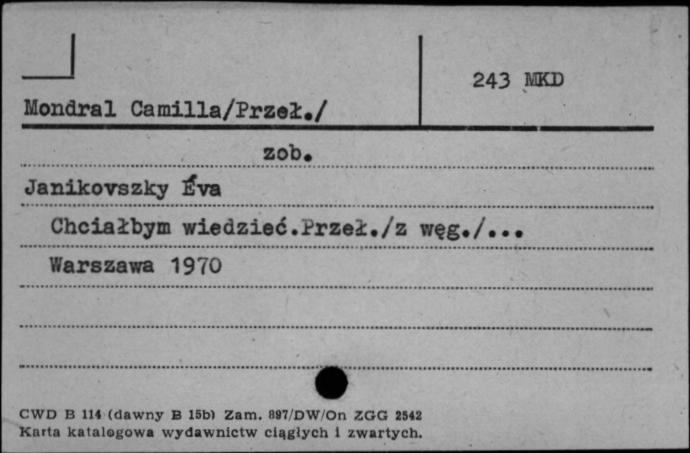 243 MKD
Mondral Camilla/Przeł./
zob.
Janikovszky Éva
Chciałbym wiedzieć.Przeł./z węg./...
Warszawa 1970
CWD B 114 (dawny B 15b) Zam. 897/DW/On ZGG 2542
Karta katalogowa wydawnictw ciągłych i zwartych.